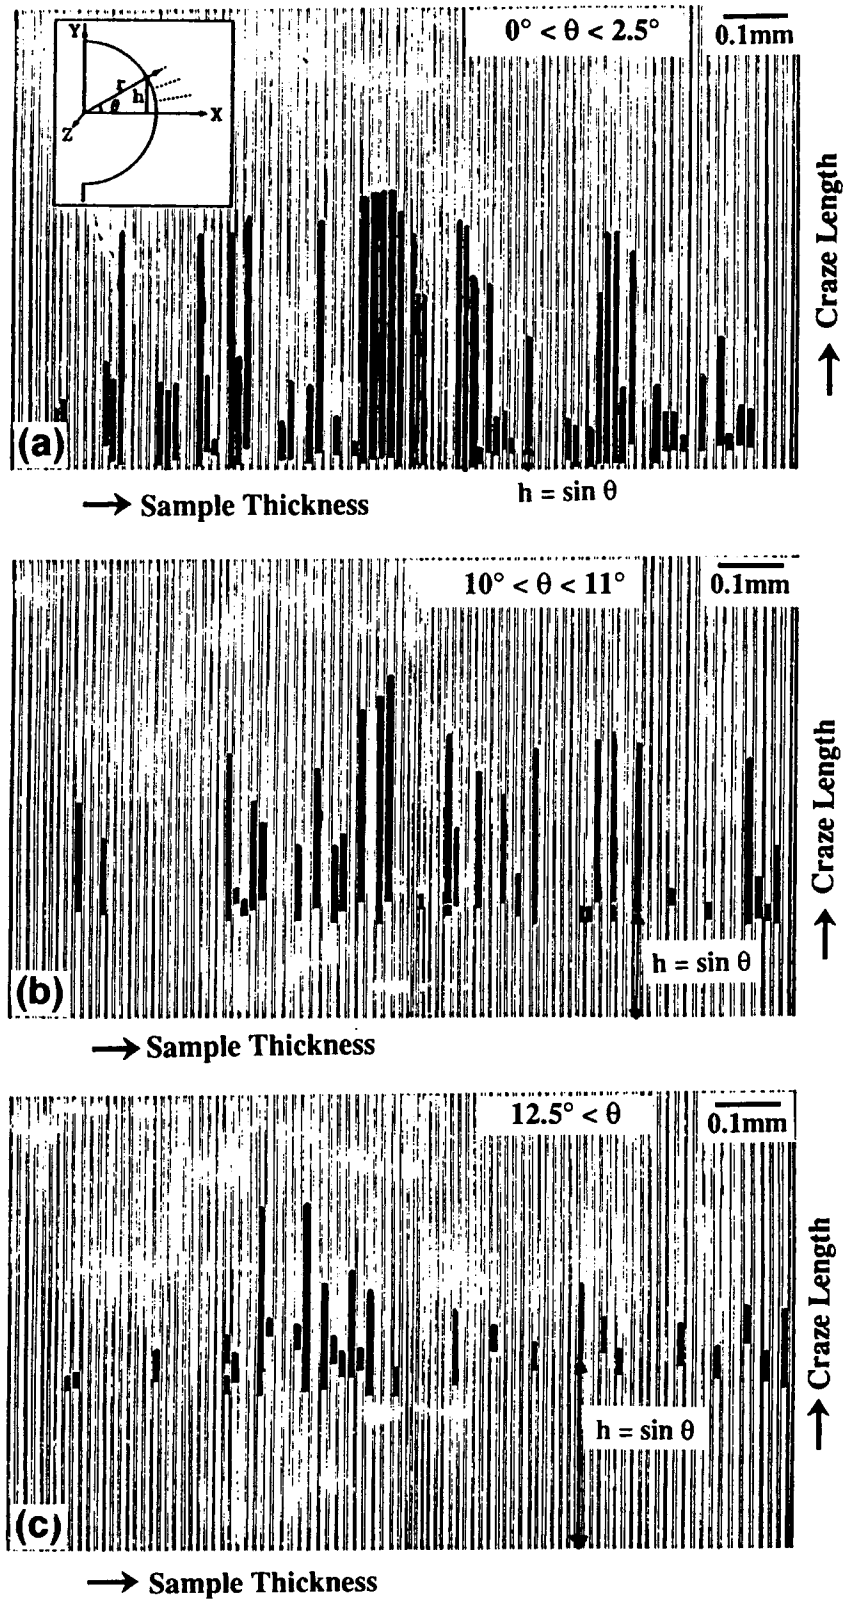 0° < θ < 2.5°
0.1mm
Y
r
h
θ
X
Z
Craze Length
(a)
Sample Thickness
h = sin θ
10° < θ < 11°
0.1mm
Craze Length
h = sin θ
(b)
Sample Thickness
12.5° < θ
0.1mm
Craze Length
h = sin θ
(c)
Sample Thickness